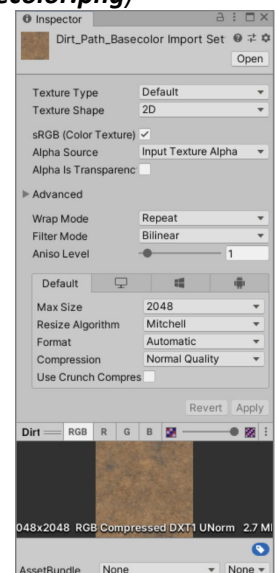 color.png)
Inspector
Dirt_Path_Basecolor Import Set
Open
Texture Type Default
Texture Shape 2D
sRGB (Color Texture)
Alpha Source Input Texture Alpha
Alpha Is Transparenc
Advanced
Wrap Mode Repeat
Filter Mode Bilinear
Aniso Level 1
Default
Max Size 2048
Resize Algorithm Mitchell
Format Automatic
Compression Normal Quality
Use Crunch Compres
Revert Apply
Dirt RGB R G B
048x2048 RGB Compressed DXT1 UNorm 2.7 MI
AssetBundle None None